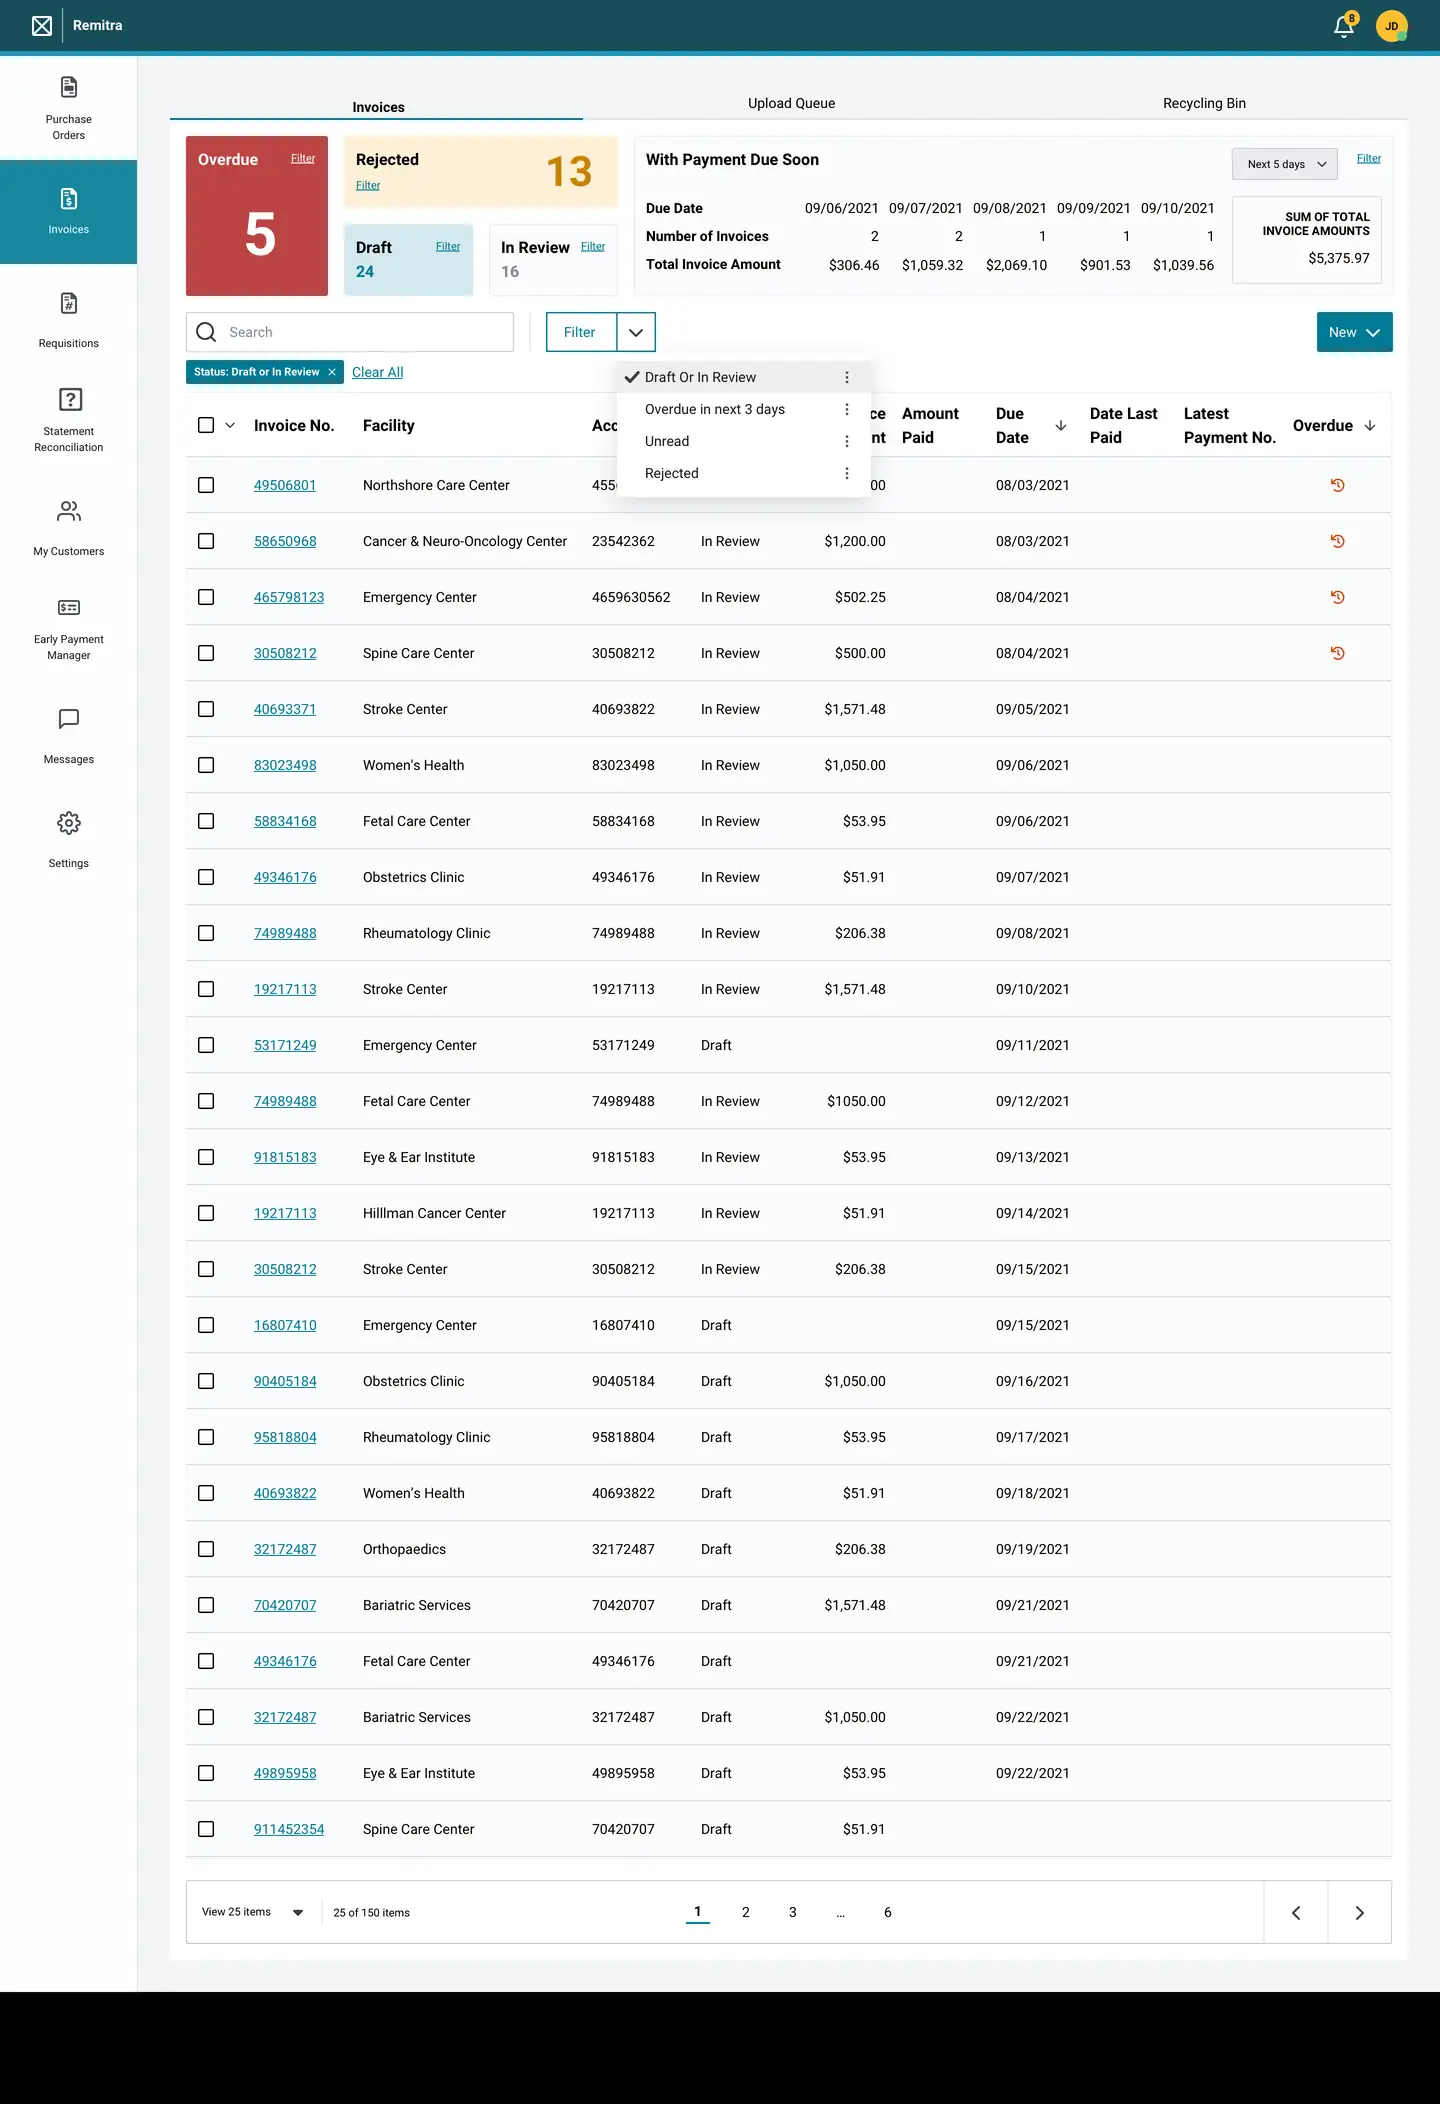 Remitra
8
JD
Purchase
Orders
Invoices
Requisitions
Statement
Reconciliation
My Customers
Early Payment
Manager
Messages
Settings
Invoices Upload Queue Recycling Bin
Overdue Filter
5
Rejected
Filter
13
Draft Filter
24
In Review Filter
16
With Payment Due Soon Next 5 days Filter
Due Date 09/06/2021 09/07/2021 09/08/2021 09/09/2021 09/10/2021
Number of Invoices 2 2 1 1 1
Total Invoice Amount $306.46 $1,059.32 $2,069.10 $901.53 $1,039.56
SUM OF TOTAL
INVOICE AMOUNTS
$5,375.97
Search Filter New
Status: Draft or In Review Clear All
Draft Or In Review
Overdue in next 3 days
Unread
Rejected
Invoice No. Facility Acc ce nt Amount Paid Due Date Date Last Paid Latest Payment No. Overdue
49506801 Northshore Care Center 455 00 08/03/2021
58650968 Cancer & Neuro-Oncology Center 23542362 In Review $1,200.00 08/03/2021
465798123 Emergency Center 4659630562 In Review $502.25 08/04/2021
30508212 Spine Care Center 30508212 In Review $500.00 08/04/2021
40693371 Stroke Center 40693822 In Review $1,571.48 09/05/2021
83023498 Women's Health 83023498 In Review $1,050.00 09/06/2021
58834168 Fetal Care Center 58834168 In Review $53.95 09/06/2021
49346176 Obstetrics Clinic 49346176 In Review $51.91 09/07/2021
74989488 Rheumatology Clinic 74989488 In Review $206.38 09/08/2021
19217113 Stroke Center 19217113 In Review $1,571.48 09/10/2021
53171249 Emergency Center 53171249 Draft 09/11/2021
74989488 Fetal Care Center 74989488 In Review $1050.00 09/12/2021
91815183 Eye & Ear Institute 91815183 In Review $53.95 09/13/2021
19217113 Hilllman Cancer Center 19217113 In Review $51.91 09/14/2021
30508212 Stroke Center 30508212 In Review $206.38 09/15/2021
16807410 Emergency Center 16807410 Draft 09/15/2021
90405184 Obstetrics Clinic 90405184 Draft $1,050.00 09/16/2021
95818804 Rheumatology Clinic 95818804 Draft $53.95 09/17/2021
40693822 Women’s Health 40693822 Draft $51.91 09/18/2021
32172487 Orthopaedics 32172487 Draft $206.38 09/19/2021
70420707 Bariatric Services 70420707 Draft $1,571.48 09/21/2021
49346176 Fetal Care Center 49346176 Draft 09/21/2021
32172487 Bariatric Services 32172487 Draft $1,050.00 09/22/2021
49895958 Eye & Ear Institute 49895958 Draft $53.95 09/22/2021
911452354 Spine Care Center 70420707 Draft $51.91
View 25 items 25 of 150 items 1 2 3 ... 6